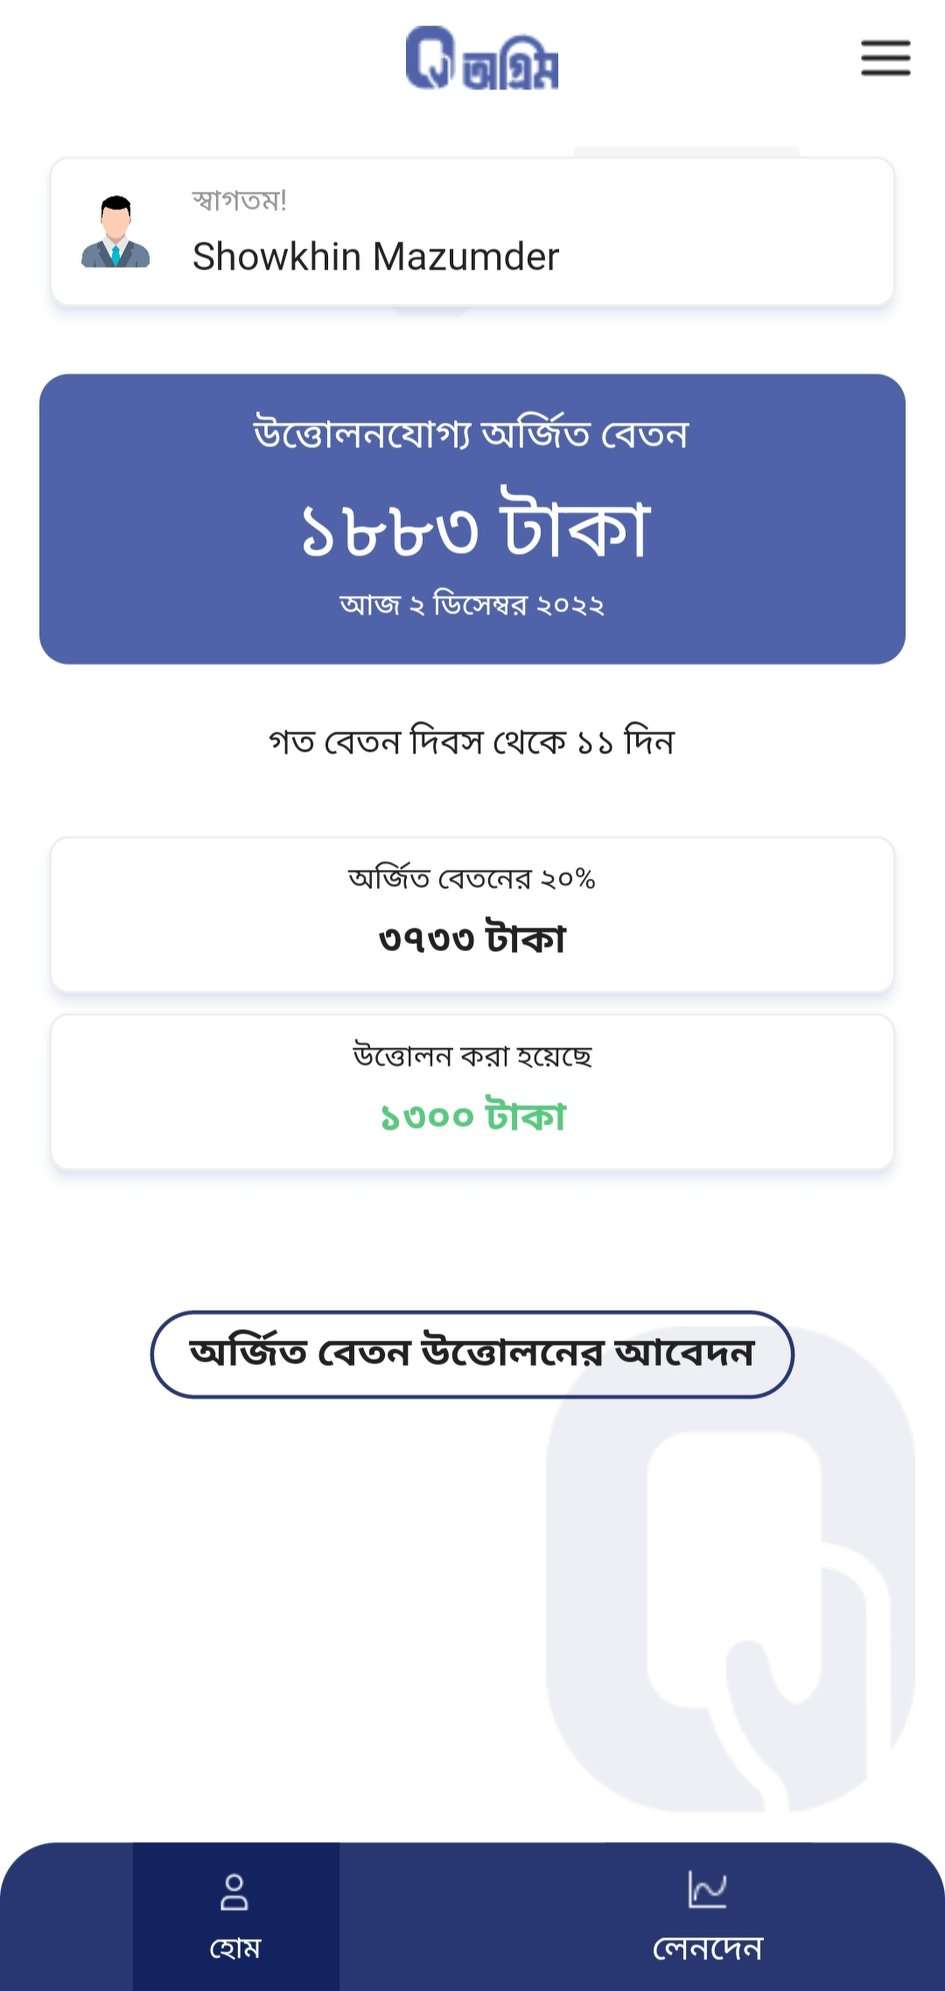 অগ্রিম
স্বাগতম!
Showkhin Mazumder
উত্তোলনযোগ্য অর্জিত বেতন
১৮৮৩ টাকা
আজ ২ ডিসেম্বর ২০২২
গত বেতন দিবস থেকে ১১ দিন
অর্জিত বেতনের ২০%
৩৭৩৩ টাকা
উত্তোলন করা হয়েছে
১৩০০ টাকা
অর্জিত বেতন উত্তোলনের আবেদন
হোম
লেনদেন